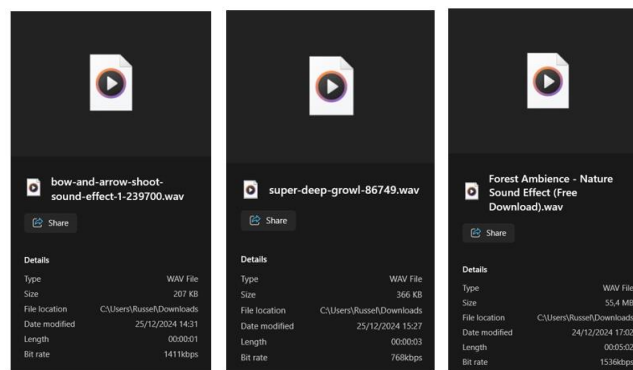 bow-and-arrow-shoot-
sound-effect-1-239700.wav
Share
Details
Type WAV File
Size 207 KB
File location C:\Users\Russel\Downloads
Date modified 25/12/2024 14:31
Length 00:00:01
Bit rate 1411kbps
super-deep-growl-86749.wav
Share
Details
Type WAV File
Size 366 KB
File location C:\Users\Russel\Downloads
Date modified 25/12/2024 15:27
Length 00:00:03
Bit rate 768kbps
Forest Ambience - Nature
Sound Effect (Free
Download).wav
Share
Details
Type WAV File
Size 55,4 MB
File location C:\Users\Russel\Downloads
Date modified 24/12/2024 17:02
Length 00:05:02
Bit rate 1536kbps